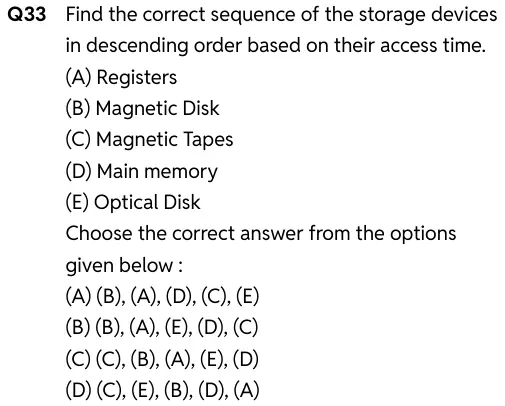 Q33 Find the correct sequence of the storage devices
in descending order based on their access time.
(A) Registers
(B) Magnetic Disk
(C) Magnetic Tapes
(D) Main memory
(E) Optical Disk
Choose the correct answer from the options
given below :
(A) (B), (A), (D), (C), (E)
(B) (B), (A), (E), (D), (C)
(C) (C), (B), (A), (E), (D)
(D) (C), (E), (B), (D), (A)